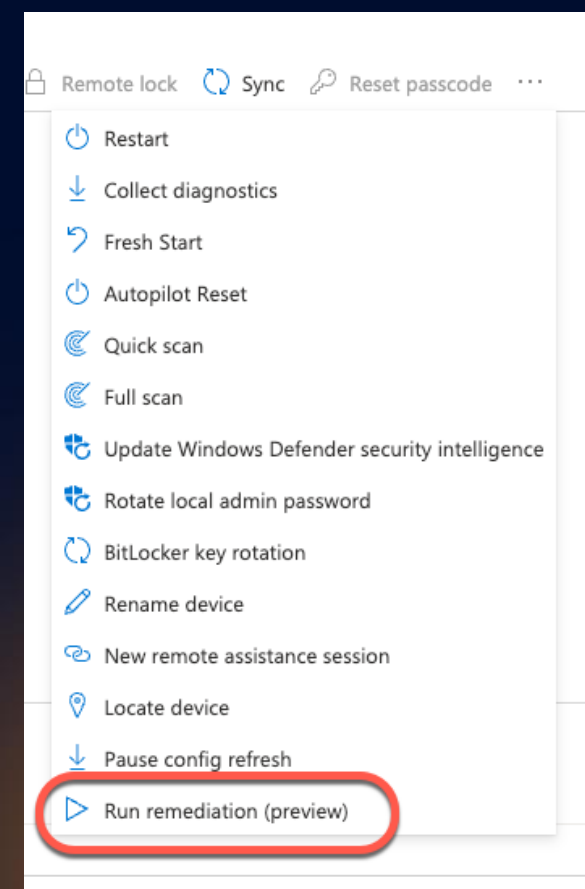 Remote lock Sync Reset passcode ...
Restart
Collect diagnostics
Fresh Start
Autopilot Reset
Quick scan
Full scan
Update Windows Defender security intelligence
Rotate local admin password
BitLocker key rotation
Rename device
New remote assistance session
Locate device
Pause config refresh
Run remediation (preview)